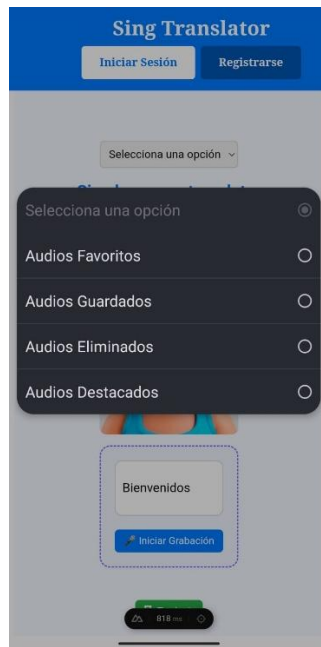 Sing Translator
Iniciar Sesión
Registrarse
Selecciona una opción
Selecciona una opción
Audios Favoritos
Audios Guardados
Audios Eliminados
Audios Destacados
Bienvenidos
Iniciar Grabación
818 ms